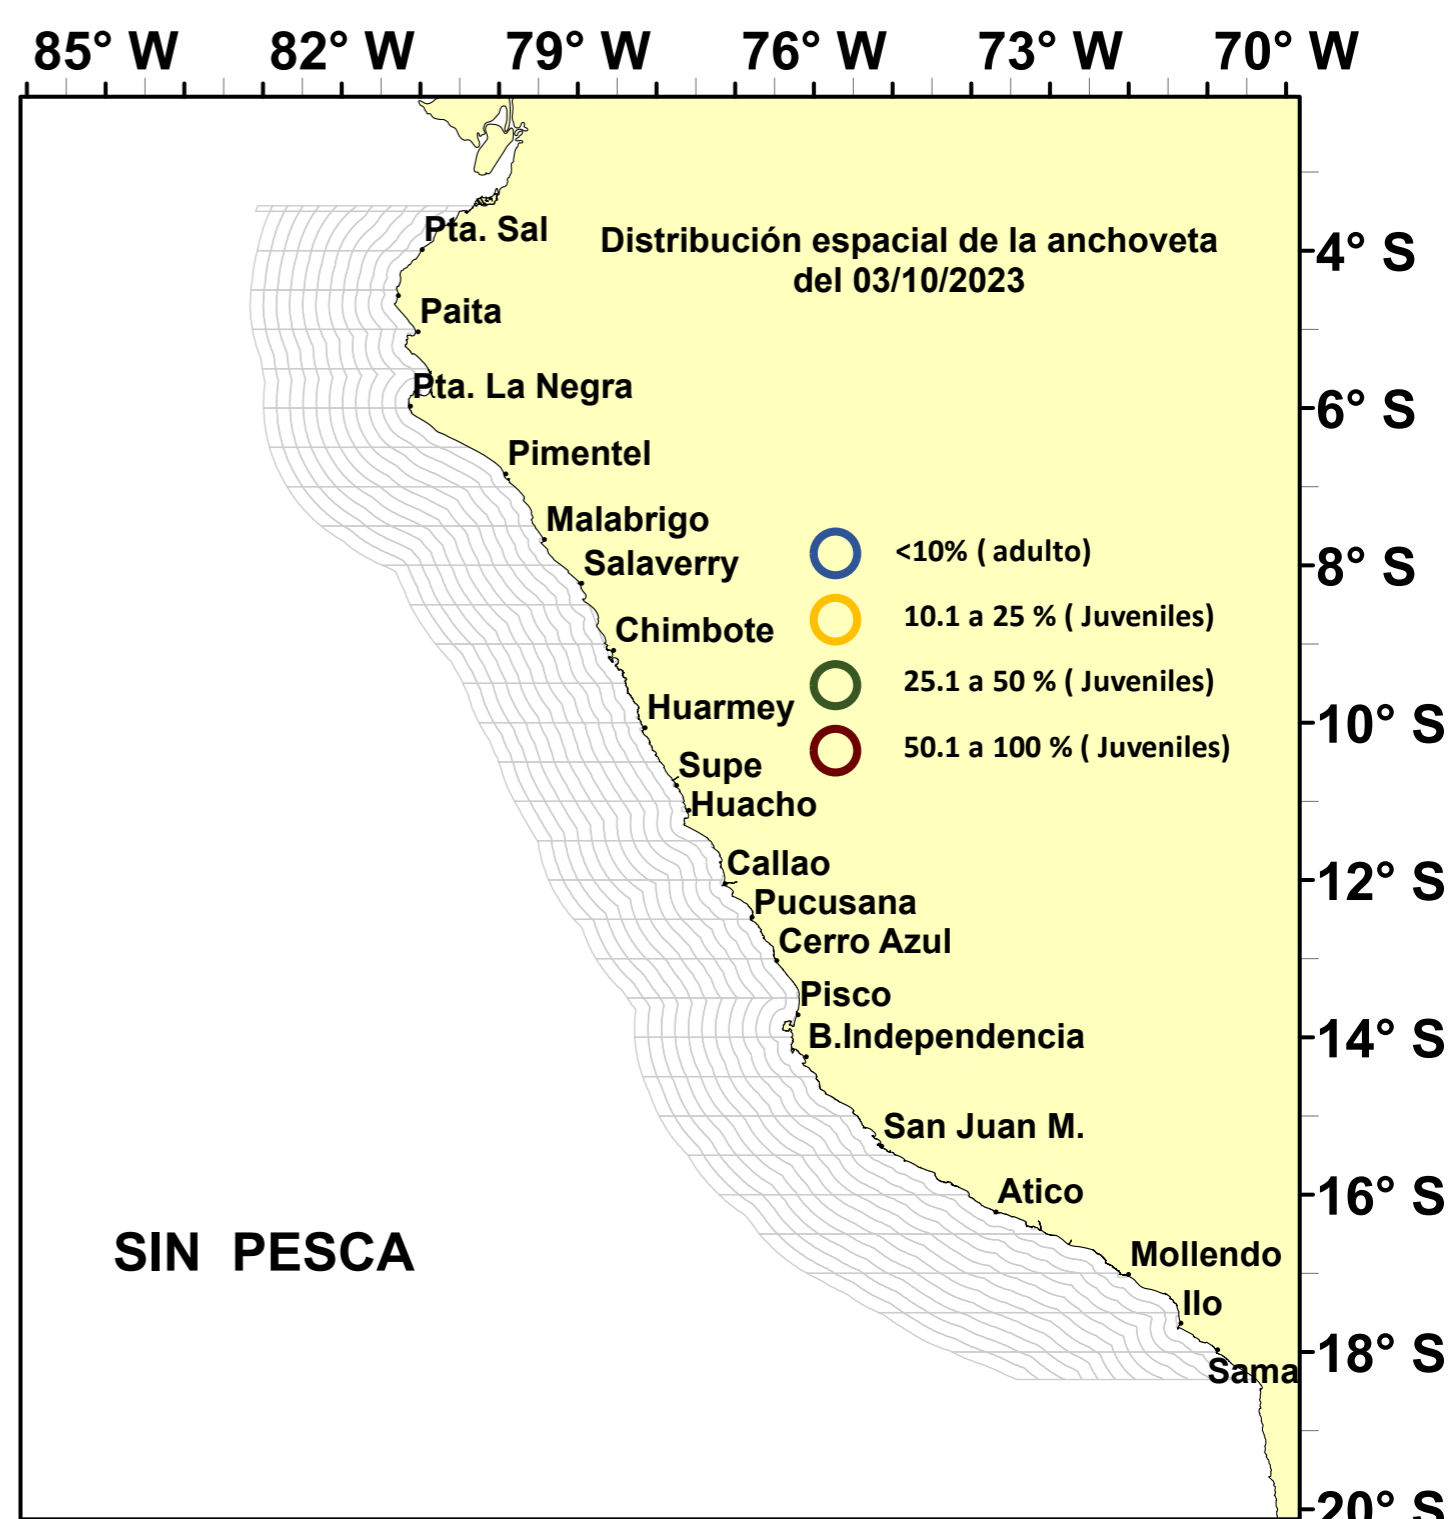 85° W 82° W 79° W 76° W 73° W 70° W
Pta. Sal
Distribución espacial de la anchoveta
del 03/10/2023
4° S
Paita
Pta. La Negra
6° S
Pimentel
Malabrigo
<10% ( adulto)
Salaverry
8° S
10.1 a 25 % ( Juveniles)
Chimbote
25.1 a 50 % ( Juveniles)
Huarmey
10° S
50.1 a 100 % ( Juveniles)
Supe
Huacho
Callao
12° S
Pucusana
Cerro Azul
Pisco
B.Independencia
14° S
San Juan M.
Atico
16° S
SIN PESCA
Mollendo
Ilo
18° S
Sama
20° S